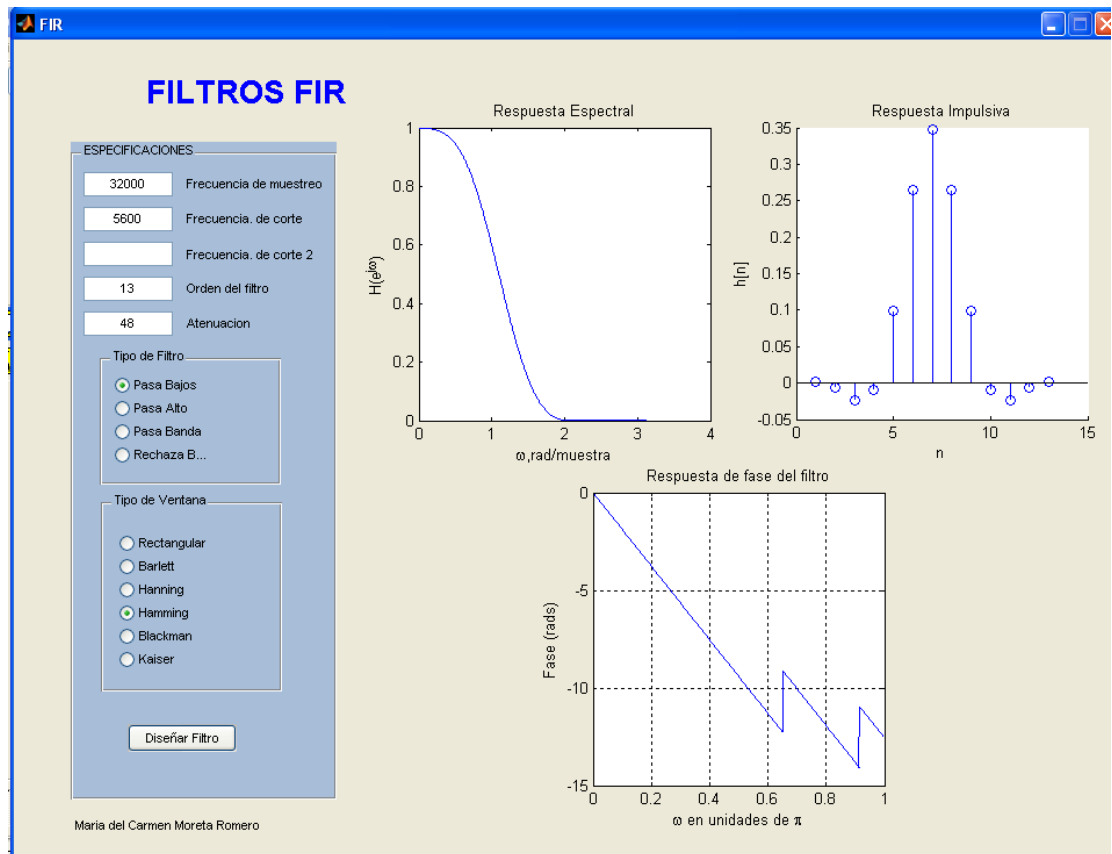 FIR
FILTROS FIR
ESPECIFICACIONES
32000 Frecuencia de muestreo
5600 Frecuencia. de corte
Frecuencia. de corte 2
13 Orden del filtro
48 Atenuacion
Tipo de Filtro
Pasa Bajos
Pasa Alto
Pasa Banda
Rechaza B...
Tipo de Ventana
Rectangular
Barlett
Hanning
Hamming
Blackman
Kaiser
Diseñar Filtro
Maria del Carmen Moreta Romero
Respuesta Espectral
1
0.8
0.6
0.4
0.2
0
H(e^jω)
0 1 2 3 4
ω,rad/muestra
Respuesta Impulsiva
0.35
0.3
0.25
0.2
0.15
0.1
0.05
0
-0.05
h[n]
0 5 10 15
n
Respuesta de fase del filtro
0
-5
-10
-15
Fase (rads)
0 0.2 0.4 0.6 0.8 1
ω en unidades de π